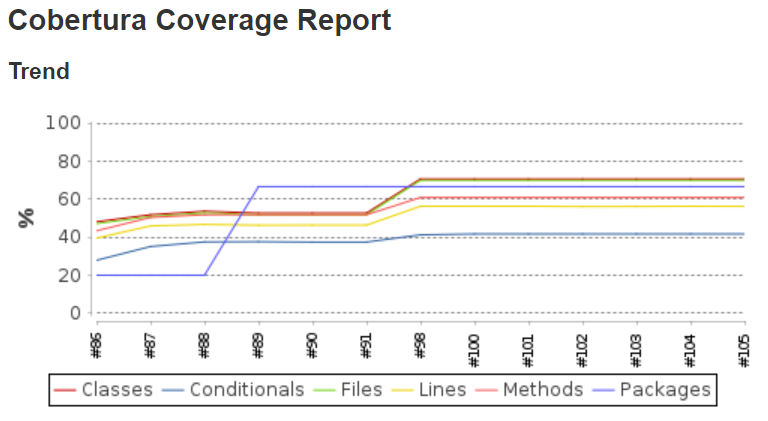 Cobertura Coverage Report
Trend
100
80
60
40
20
0
%
#86 #87 #88 #89 #90 #91 #98 #100 #101 #102 #103 #104 #105
Classes Conditionals Files Lines Methods Packages